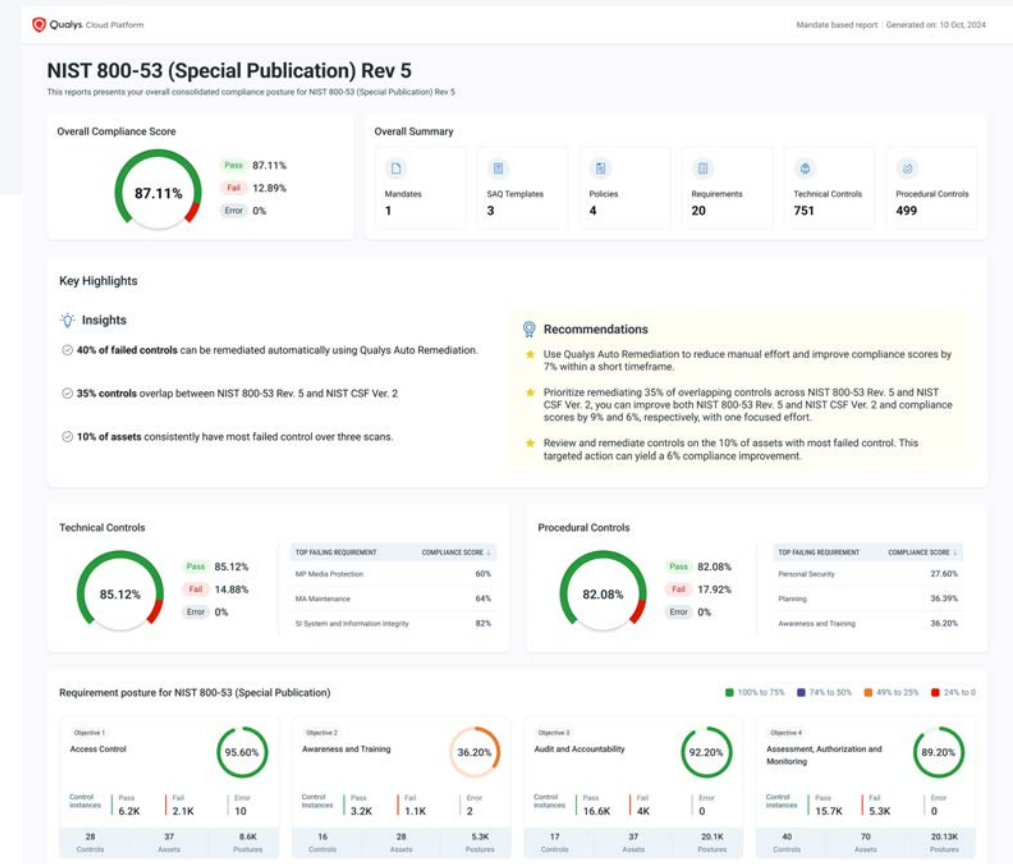 Qualys. Cloud Platform
Mandate based report | Generated on: 10 Oct, 2024
NIST 800-53 (Special Publication) Rev 5
This reports presents your overall consolidated compliance posture for NIST 800-53 (Special Publication) Rev 5
Overall Compliance Score
87.11%
Pass 87.11%
Fail 12.89%
Error 0%
Overall Summary
Mandates
1
SAQ Templates
3
Policies
4
Requirements
20
Technical Controls
751
Procedural Controls
499
Key Highlights
Insights
40% of failed controls can be remediated automatically using Qualys Auto Remediation.
35% controls overlap between NIST 800-53 Rev. 5 and NIST CSF Ver. 2
10% of assets consistently have most failed control over three scans.
Recommendations
Use Qualys Auto Remediation to reduce manual effort and improve compliance scores by
7% within a short timeframe.
Prioritize remediating 35% of overlapping controls across NIST 800-53 Rev. 5 and NIST
CSF Ver. 2, you can improve both NIST 800-53 Rev. 5 and NIST CSF Ver. 2 and compliance
scores by 9% and 6%, respectively, with one focused effort.
Review and remediate controls on the 10% of assets with most failed control. This
targeted action can yield a 6% compliance improvement.
Technical Controls
85.12%
Pass 85.12%
Fail 14.88%
Error 0%
TOP FAILING REQUIREMENT COMPLIANCE SCORE ↓
MP Media Protection 60%
MA Maintenance 64%
SI System and Information Integrity 82%
Procedural Controls
82.08%
Pass 82.08%
Fail 17.92%
Error 0%
TOP FAILING REQUIREMENT COMPLIANCE SCORE ↓
Personal Security 27.60%
Planning 36.39%
Awareness and Training 36.20%
Requirement posture for NIST 800-53 (Special Publication)
100% to 75% 74% to 50% 49% to 25% 24% to 0
Objective 1
Access Control
95.60%
Control
instances
Pass
6.2K
Fail
2.1K
Error
10
28
Controls
37
Assets
8.6K
Postures
Objective 2
Awareness and Training
36.20%
Control
instances
Pass
3.2K
Fail
1.1K
Error
2
16
Controls
28
Assets
5.3K
Postures
Objective 3
Audit and Accountability
92.20%
Control
instances
Pass
16.6K
Fail
4K
Error
0
17
Controls
37
Assets
20.1K
Postures
Objective 4
Assessment, Authorization and
Monitoring
89.20%
Control
instances
Pass
15.7K
Fail
5.3K
Error
0
40
Controls
70
Assets
20.13K
Postures